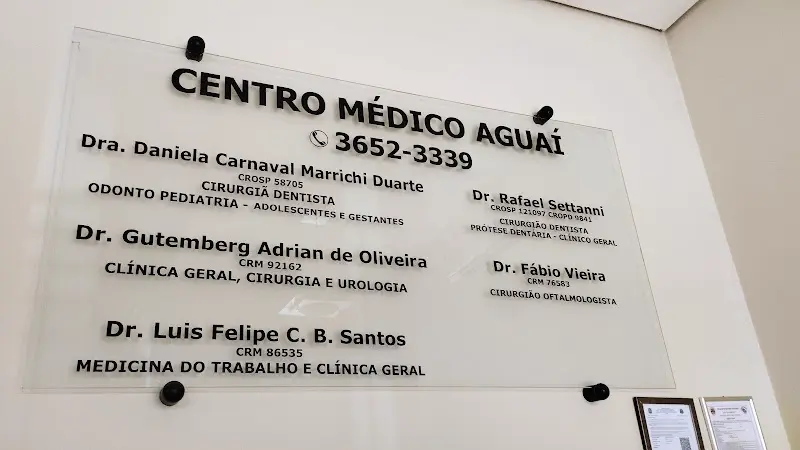 CENTRO MÉDICO AGUAÍ
3652-3339
Dra. Daniela Carnaval Marrichi Duarte
CROSP 58705
CIRURGIÃ DENTISTA
ODONTO PEDIATRIA - ADOLESCENTES E GESTANTES
Dr. Gutemberg Adrian de Oliveira
CRM 92162
CLÍNICA GERAL, CIRURGIA E UROLOGIA
Dr. Luis Felipe C. B. Santos
CRM 86535
MEDICINA DO TRABALHO E CLÍNICA GERAL
Dr. Rafael Settanni
CROSP 121097 CROPD 9841
CIRURGIÃO DENTISTA
PRÓTESE DENTÁRIA - CLÍNICO GERAL
Dr. Fábio Vieira
CRM 76583
CIRURGIÃO OFTALMOLOGISTA